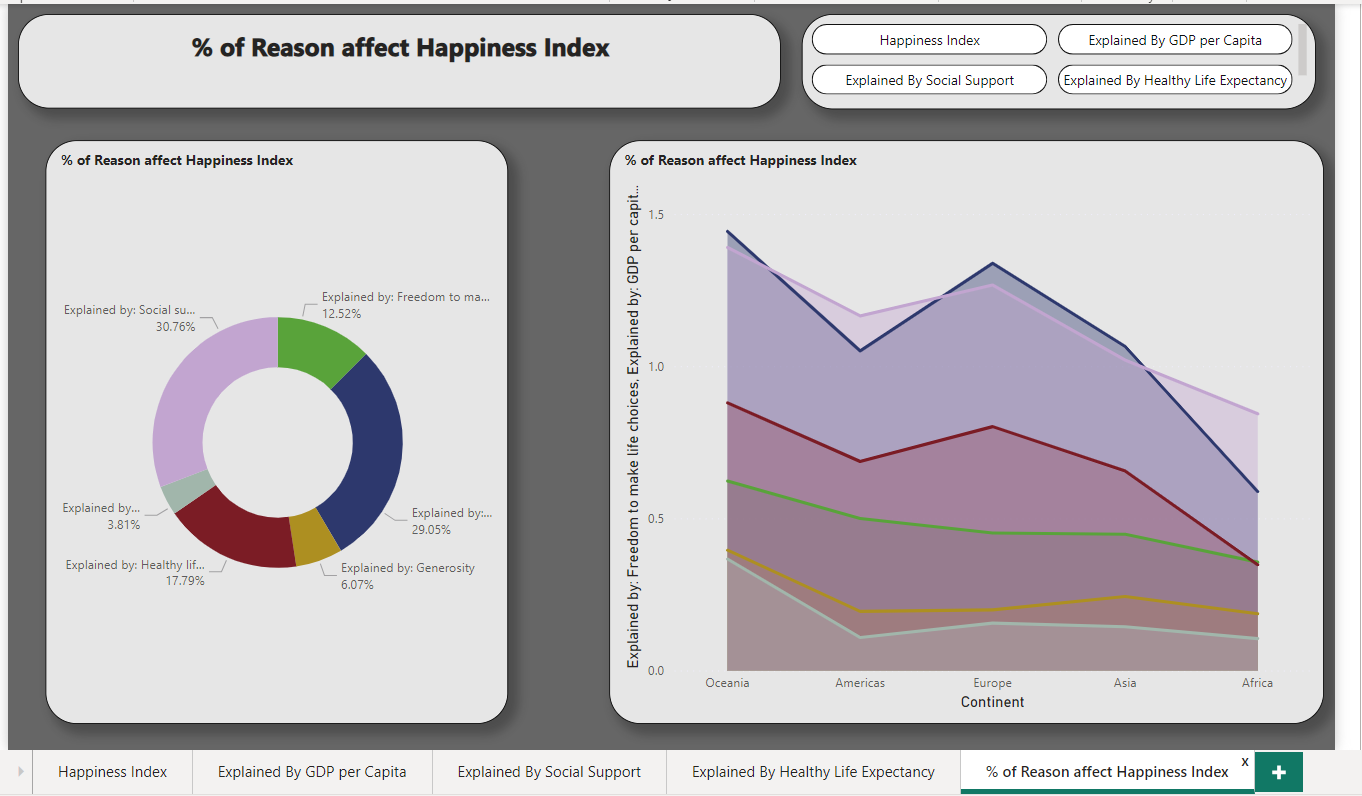 % of Reason affect Happiness Index
Happiness Index
Explained By GDP per Capita
Explained By Social Support
Explained By Healthy Life Expectancy
% of Reason affect Happiness Index
Explained by: Social su...
30.76%
Explained by: Freedom to ma...
12.52%
Explained by...
3.81%
Explained by:...
29.05%
Explained by: Healthy lif...
17.79%
Explained by: Generosity
6.07%
% of Reason affect Happiness Index
Explained by: Freedom to make life choices, Explained by: GDP per capit...
1.5
1.0
0.5
0.0
Oceania
Americas
Europe
Asia
Africa
Continent
Happiness Index
Explained By GDP per Capita
Explained By Social Support
Explained By Healthy Life Expectancy
% of Reason affect Happiness Index
x
+